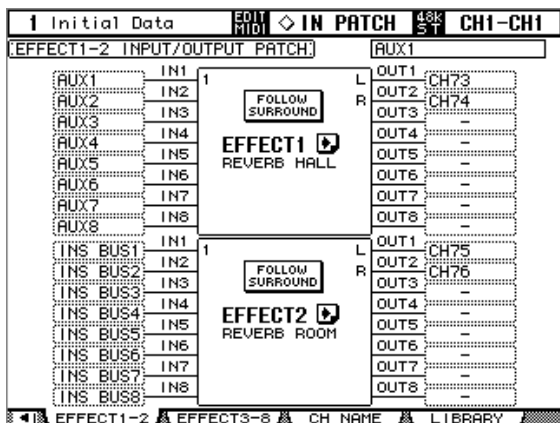 1 Initial Data EDIT MIDI ◇ IN PATCH 48k ST CH1-CH1
EFFECT1-2 INPUT/OUTPUT PATCH AUX1
AUX1 IN1 1 L OUT1 CH73
AUX2 IN2 R OUT2 CH74
AUX3 IN3 FOLLOW SURROUND OUT3 -
AUX4 IN4 EFFECT1 OUT4 -
AUX5 IN5 REVERB HALL OUT5 -
AUX6 IN6 OUT6 -
AUX7 IN7 OUT7 -
AUX8 IN8 OUT8 -
INS BUS1 IN1 1 L OUT1 CH75
INS BUS2 IN2 R OUT2 CH76
INS BUS3 IN3 FOLLOW SURROUND OUT3 -
INS BUS4 IN4 EFFECT2 OUT4 -
INS BUS5 IN5 REVERB ROOM OUT5 -
INS BUS6 IN6 OUT6 -
INS BUS7 IN7 OUT7 -
INS BUS8 IN8 OUT8 -
EFFECT1-2 EFFECT3-8 CH NAME LIBRARY